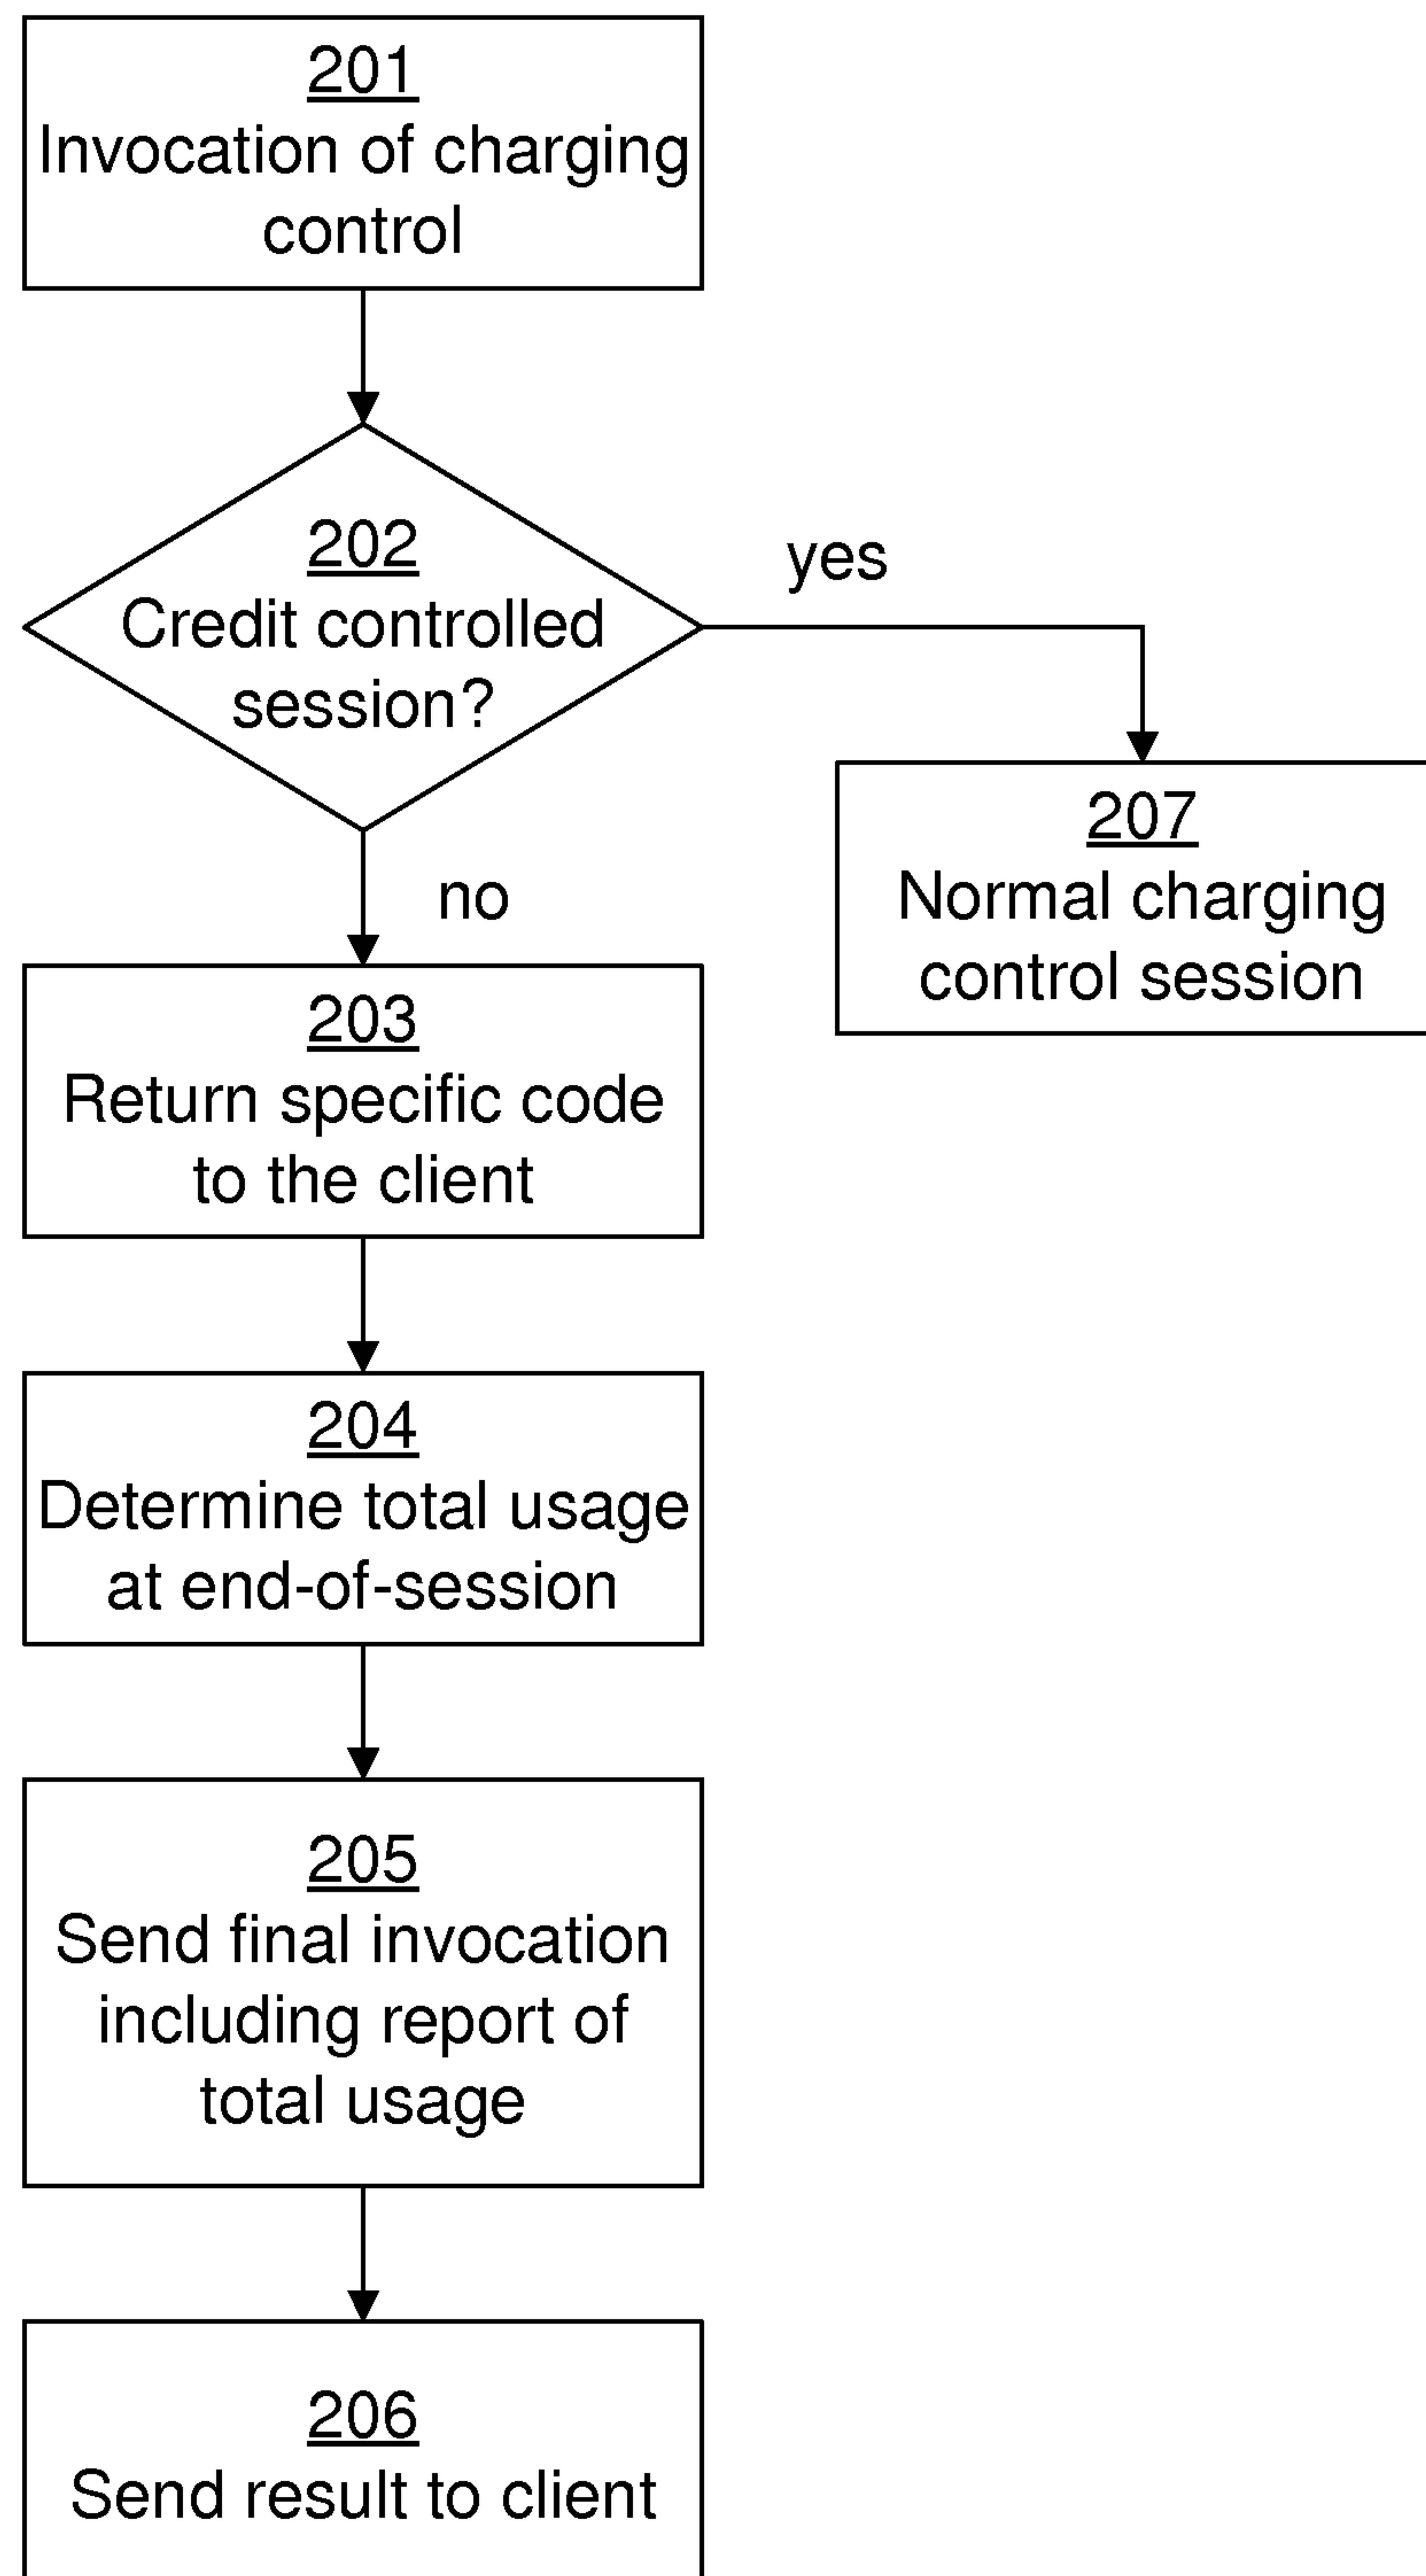 201
Invocation of charging
control
202
Credit controlled
session?
yes
no
207
Normal charging
control session
203
Return specific code
to the client
204
Determine total usage
at end-of-session
205
Send final invocation
including report of
total usage
206
Send result to client